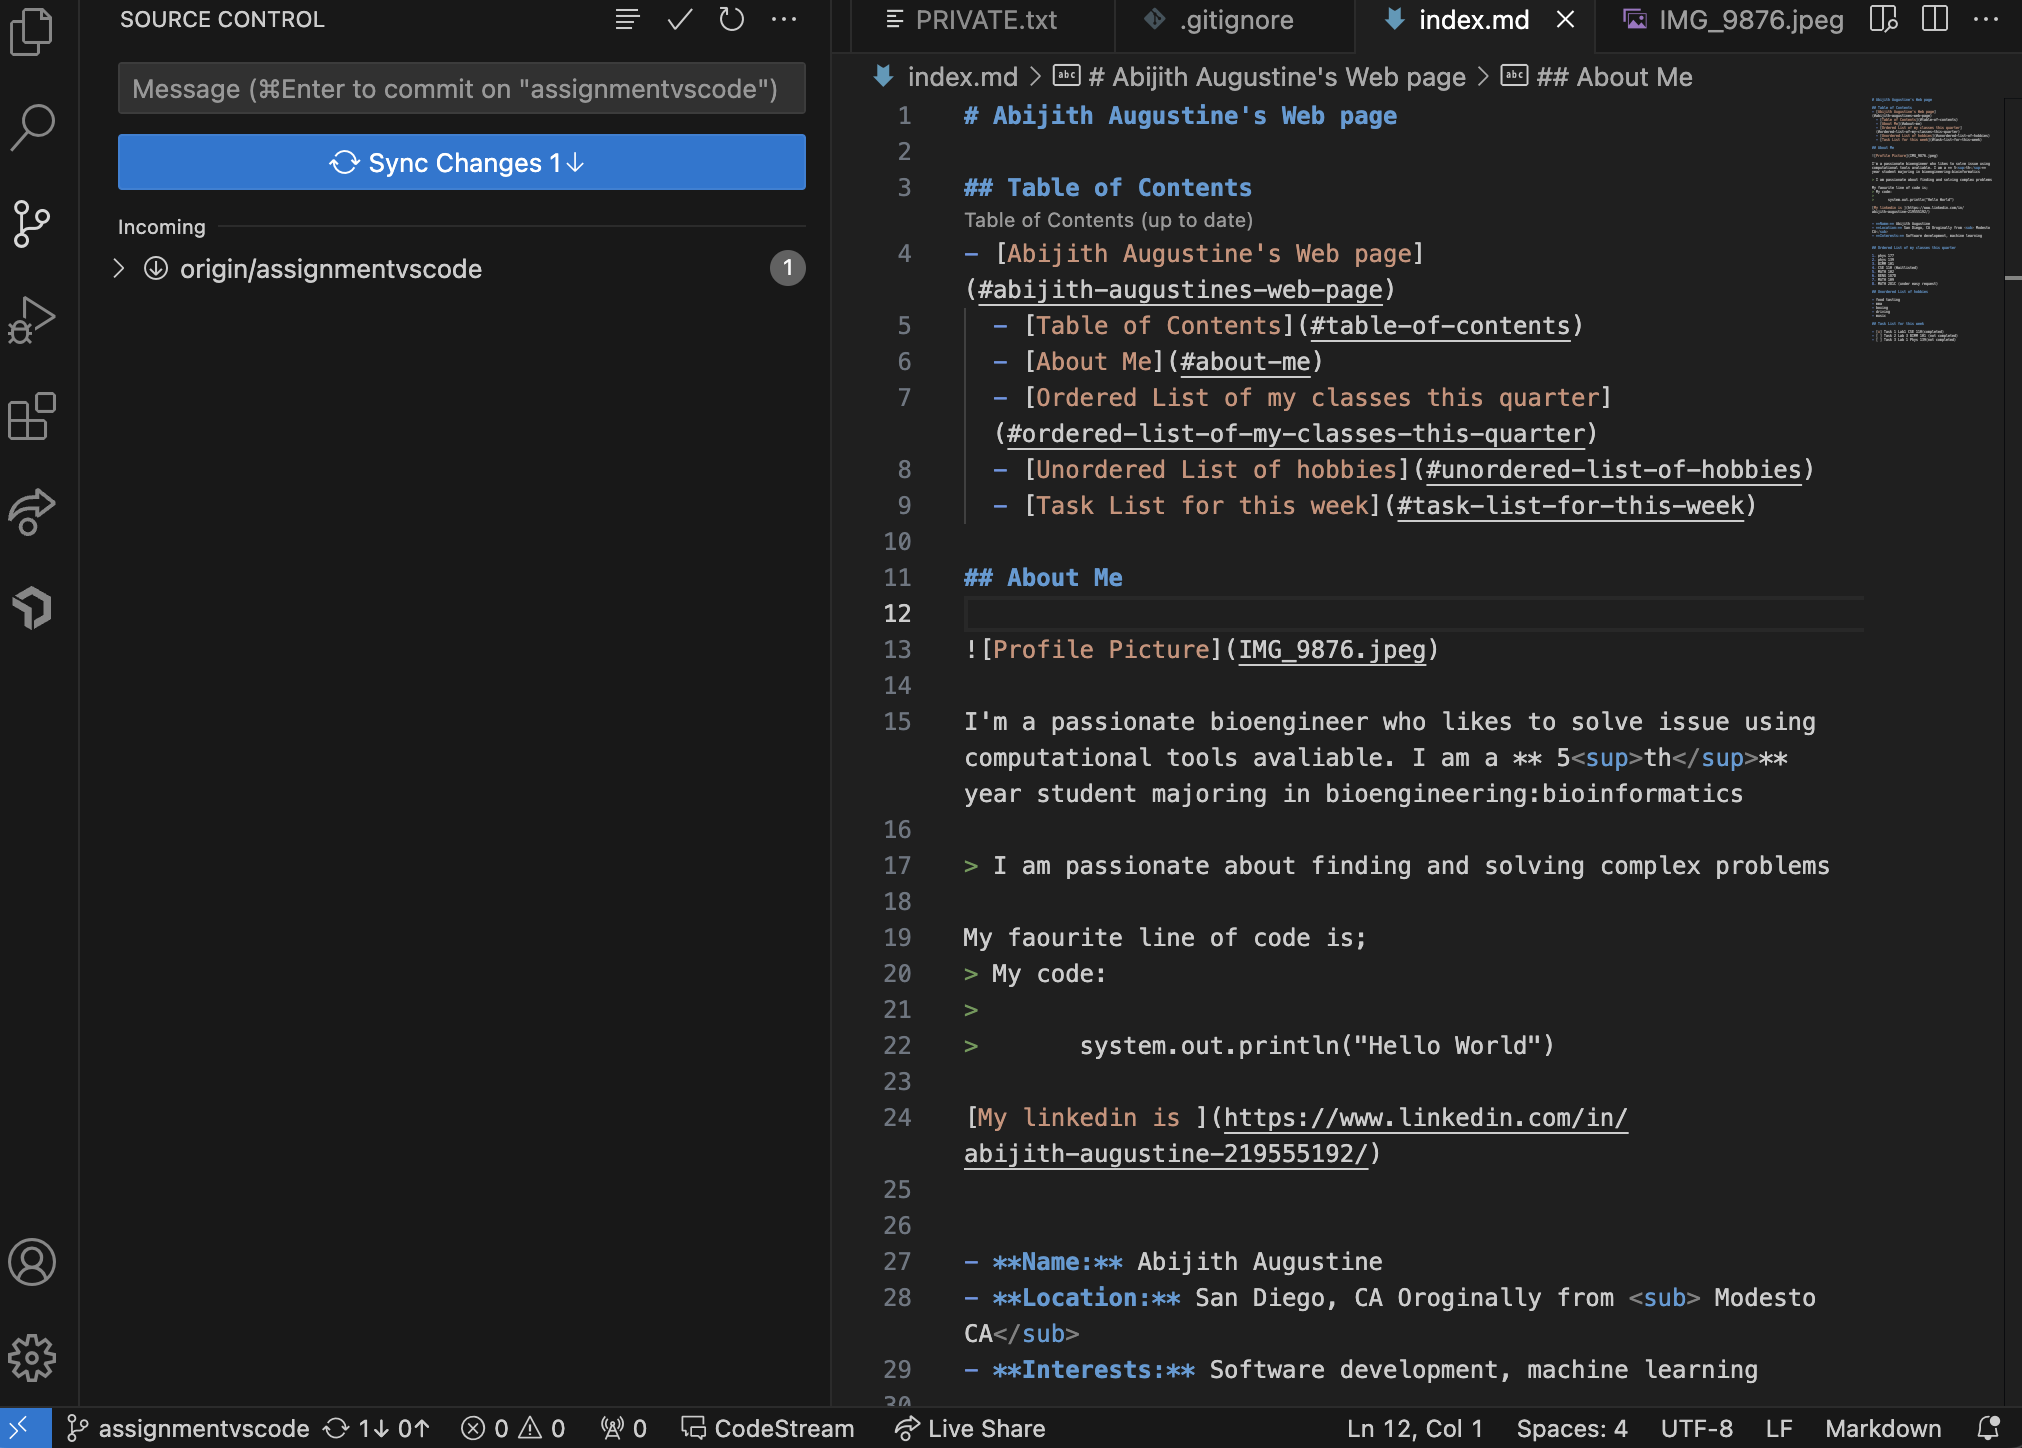 SOURCE CONTROL
Message (⌘Enter to commit on "assignmentvscode")
Sync Changes 1↓
Incoming
origin/assignmentvscode
1
PRIVATE.txt
.gitignore
index.md
IMG_9876.jpeg
index.md > # Abijith Augustine's Web page > ## About Me
1 # Abijith Augustine's Web page
2
3 ## Table of Contents
Table of Contents (up to date)
4 - [Abijith Augustine's Web page]
(#abijith-augustines-web-page)
5 - [Table of Contents](#table-of-contents)
6 - [About Me](#about-me)
7 - [Ordered List of my classes this quarter]
(#ordered-list-of-my-classes-this-quarter)
8 - [Unordered List of hobbies](#unordered-list-of-hobbies)
9 - [Task List for this week](#task-list-for-this-week)
10
11 ## About Me
12
13 ![Profile Picture](IMG_9876.jpeg)
14
15 I'm a passionate bioengineer who likes to solve issue using
computational tools avaliable. I am a ** 5<sup>th</sup>**
year student majoring in bioengineering:bioinformatics
16
17 > I am passionate about finding and solving complex problems
18
19 My faourite line of code is;
20 > My code:
21 >
22 > system.out.println("Hello World")
23
24 [My linkedin is ](https://www.linkedin.com/in/
abijith-augustine-219555192/)
25
26
27 - **Name:** Abijith Augustine
28 - **Location:** San Diego, CA Oroginally from <sub> Modesto
CA</sub>
29 - **Interests:** Software development, machine learning
30
assignmentvscode 1↓ 0↑ 0 0 0 CodeStream Live Share Ln 12, Col 1 Spaces: 4 UTF-8 LF Markdown